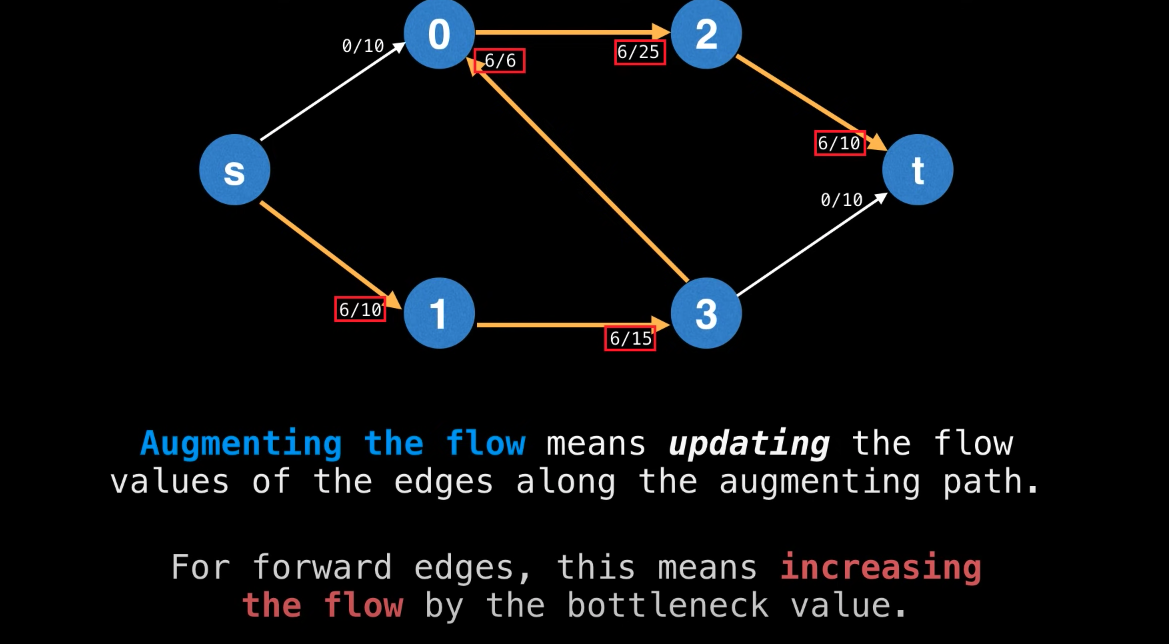 0
2
0/10
6/6
6/25
6/10
s
t
0/10
6/10
1
3
6/15
Augmenting the flow means updating the flow
values of the edges along the augmenting path.
For forward edges, this means increasing
the flow by the bottleneck value.